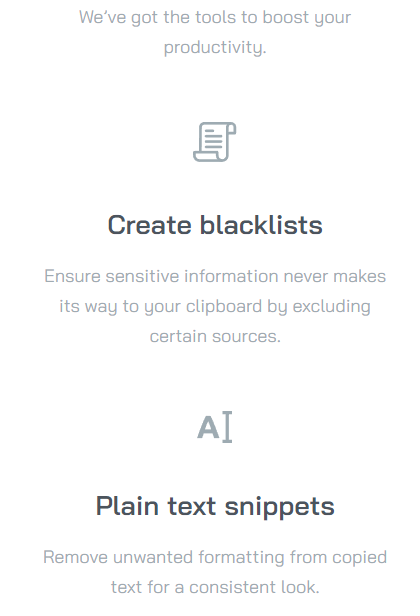 We've got the tools to boost your
productivity.
Create blacklists
Ensure sensitive information never makes
its way to your clipboard by excluding
certain sources.
A
Plain text snippets
Remove unwanted formatting from copied
text for a consistent look.